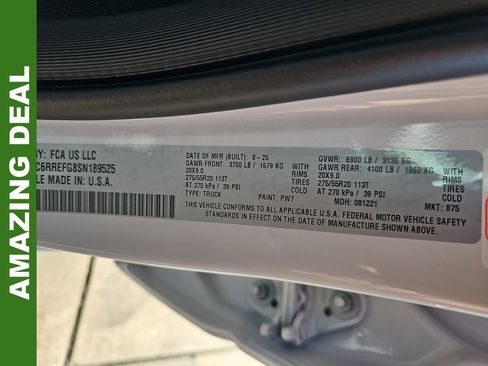 AMAZING DEAL
BY: FCA US LLC
C6RREFG8SN189525
LE MADE IN: U.S.A.
DATE OF MFR (BUILT): 8-25
GAWR FRONT: 3700 LB / 1679 KG
20X9.0 WITH RIMS
275/55R20 113T TIRES
AT 270 kPa / 39 PSI COLD
PAINT: PW7
GVWR: 6900 LB / 3130 KG
GAWR REAR: 4100 LB / 1860 KG
20X9.0 WITH RIMS
275/55R20 113T TIRES
AT 270 kPa / 39 PSI COLD
MDH: 081221
MKT: 875
TYPE: TRUCK
THIS VEHICLE CONFORMS TO ALL APPLICABLE U.S.A. FEDERAL MOTOR VEHICLE SAFETY
STANDARDS IN EFFECT ON THE DATE OF MANUFACTURE SHOWN ABOVE.